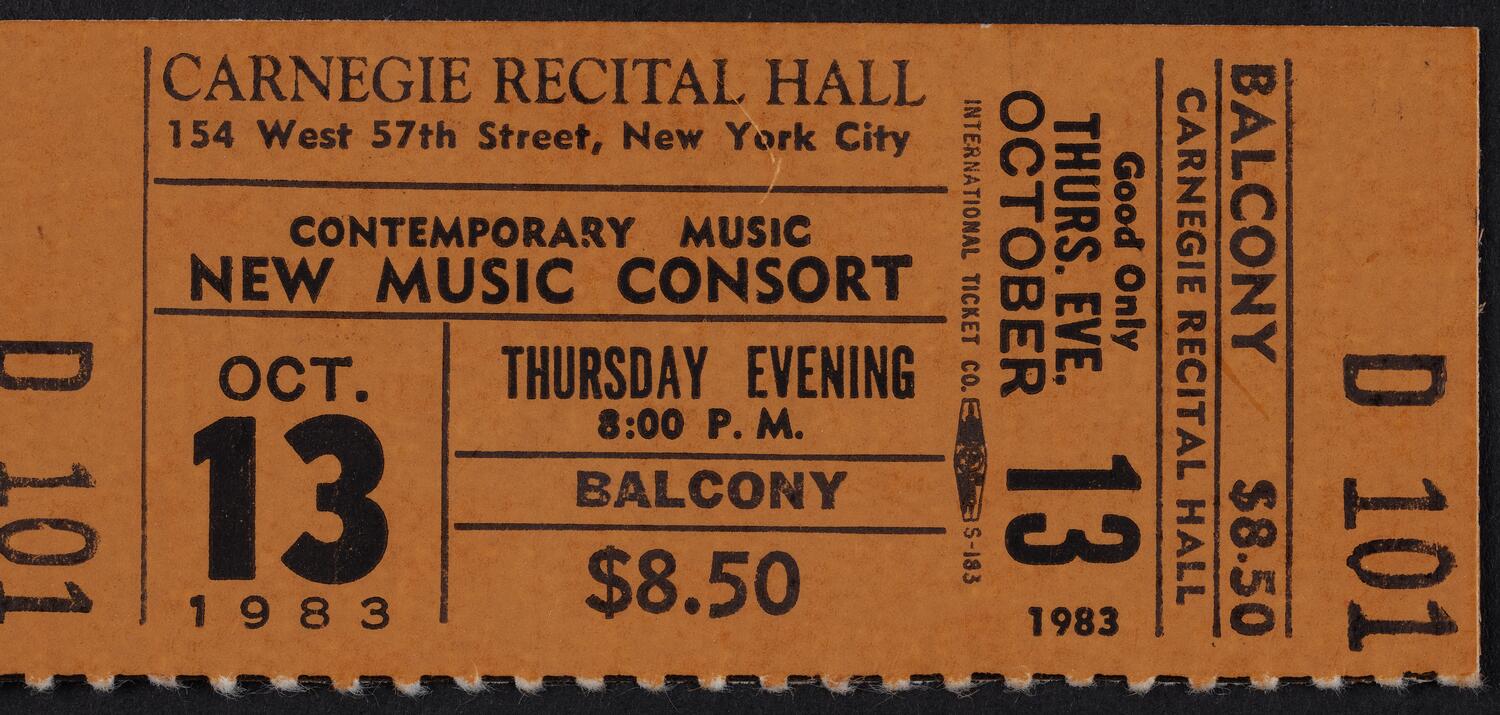 D 101
CARNEGIE RECITAL HALL
154 West 57th Street, New York City
CONTEMPORARY MUSIC
NEW MUSIC CONSORT
OCT.
13
1983
THURSDAY EVENING
8:00 P. M.
BALCONY
$8.50
INTERNATIONAL TICKET CO. S-183
Good Only
THURS. EVE,
OCTOBER 13
1983
BALCONY $8.50
CARNEGIE RECITAL HALL
D 101